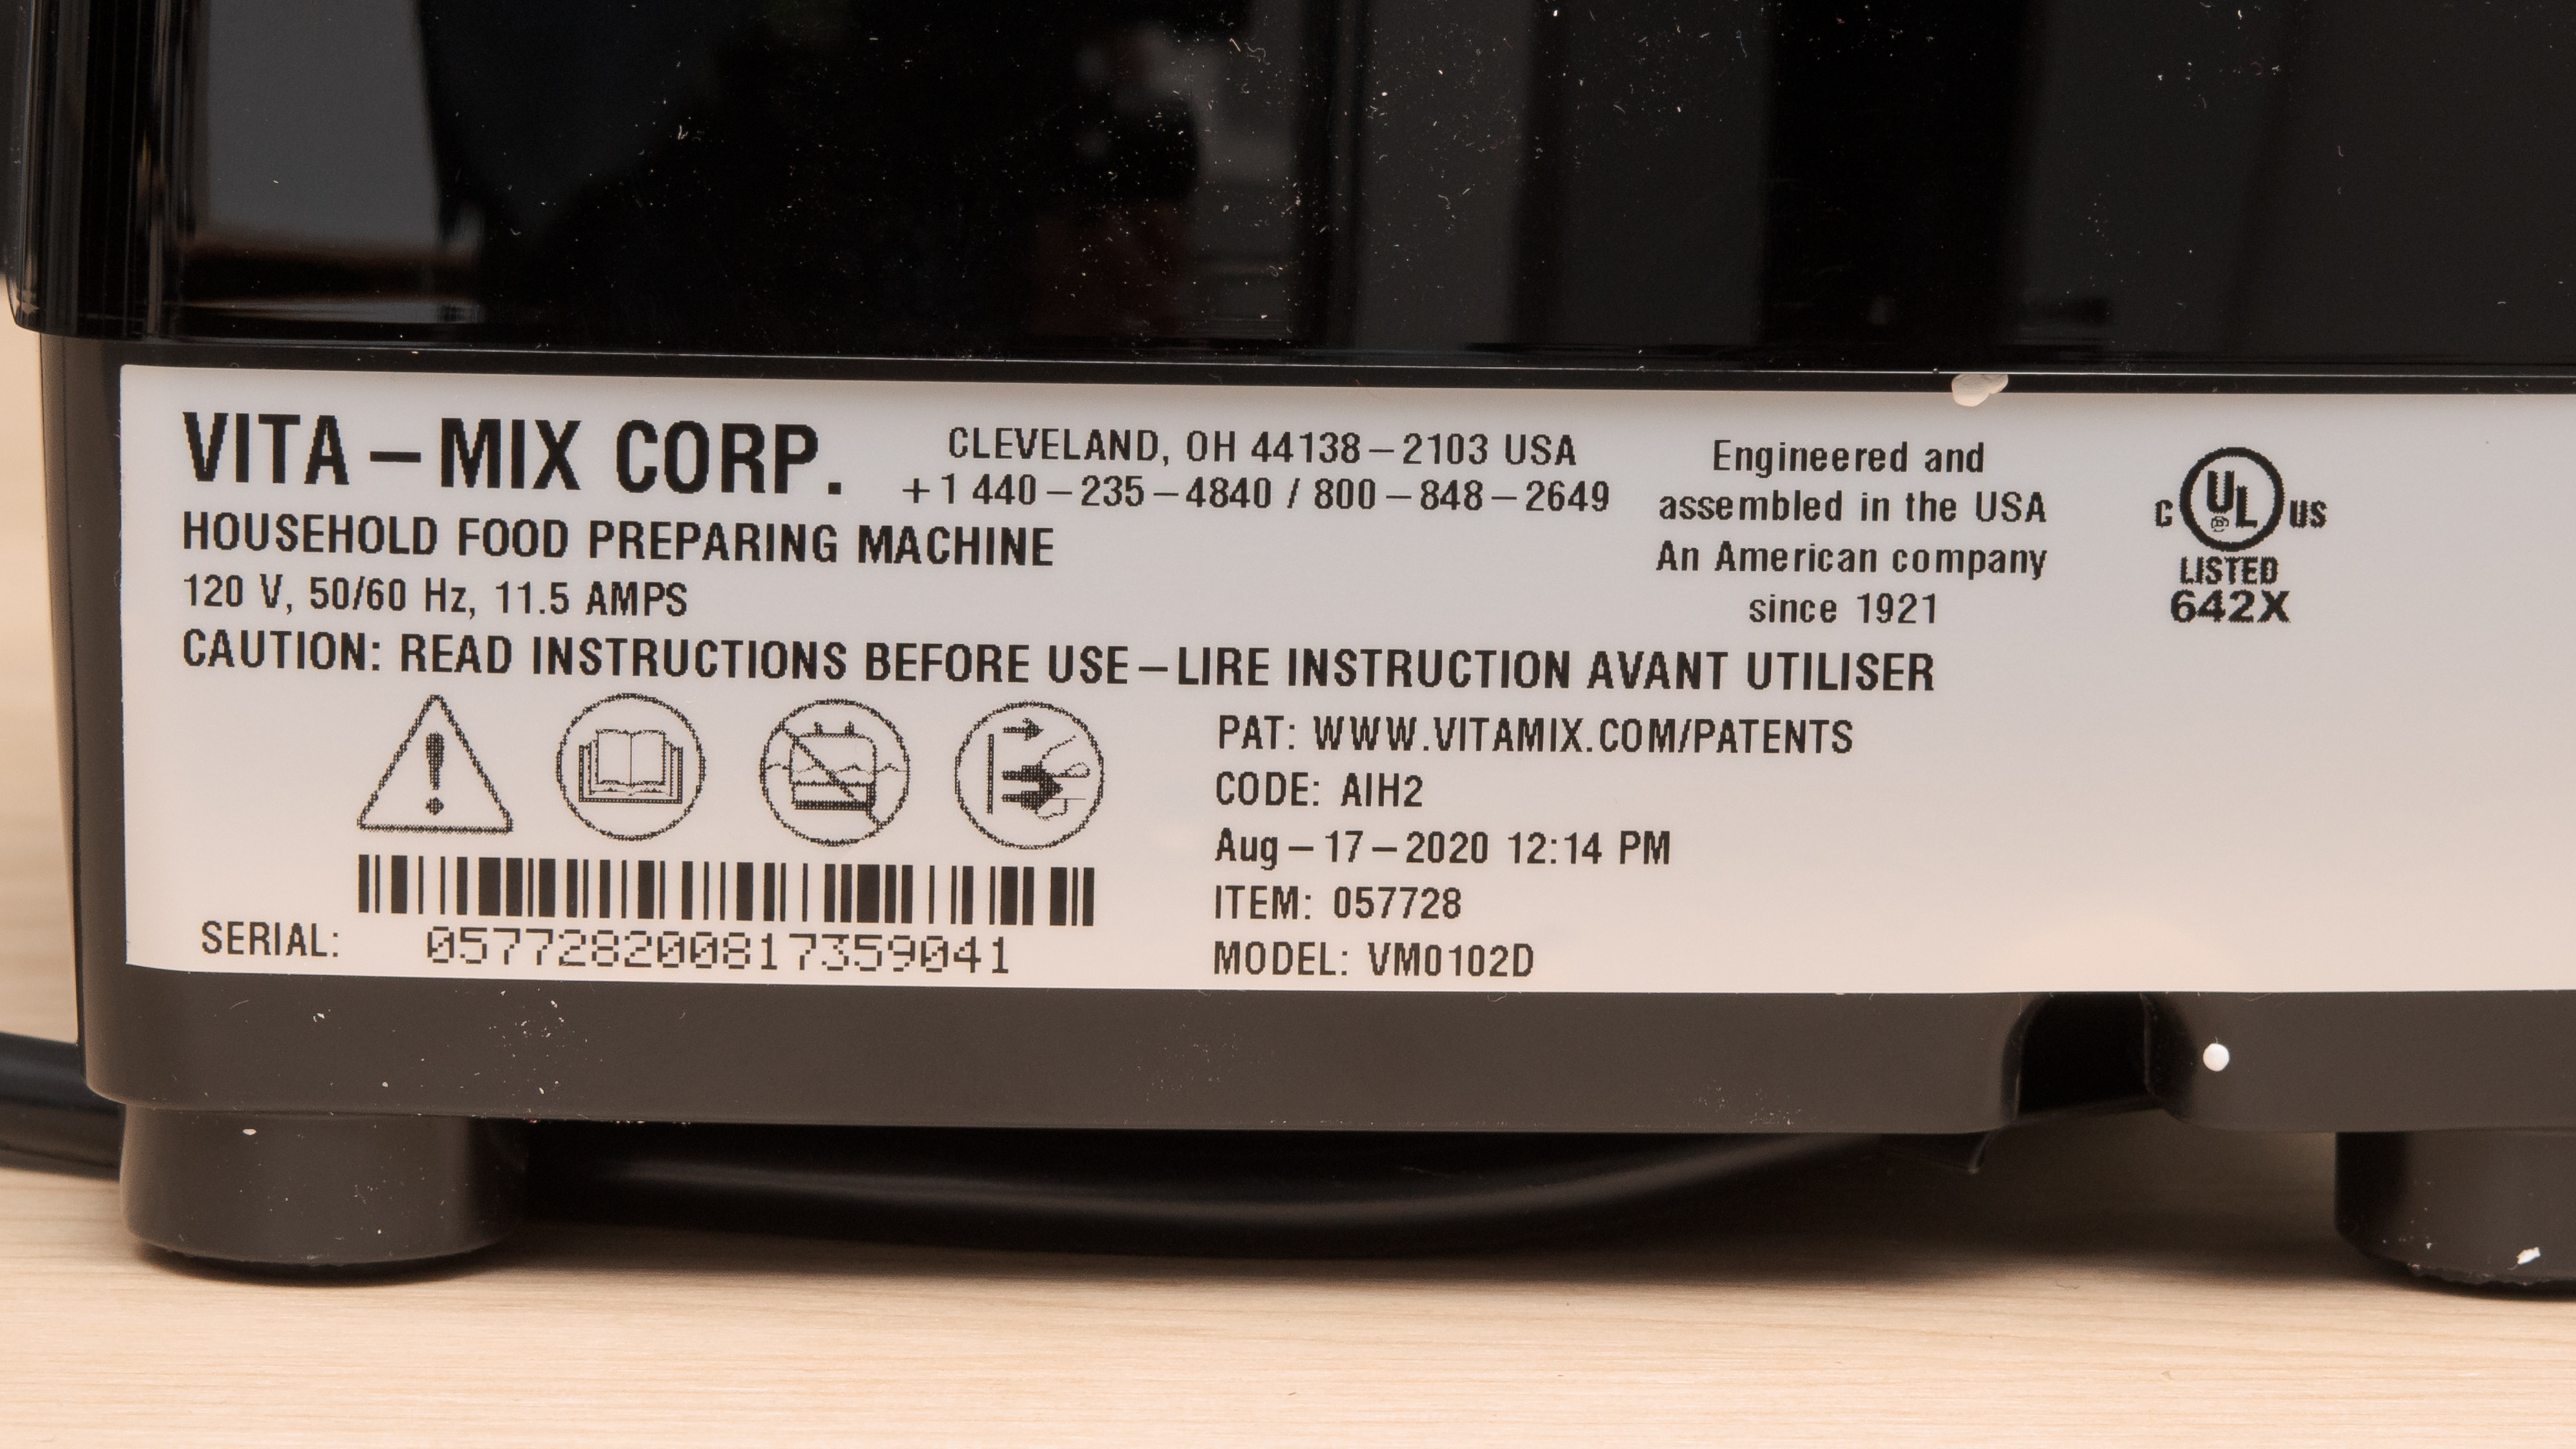 VITA – MIX CORP.
CLEVELAND, OH 44138 – 2103 USA
+1 440 – 235 – 4840 / 800 – 848 – 2649
HOUSEHOLD FOOD PREPARING MACHINE
120 V, 50/60 Hz, 11.5 AMPS
Engineered and
assembled in the USA
An American company
since 1921
C UL US
LISTED
642X
CAUTION: READ INSTRUCTIONS BEFORE USE – LIRE INSTRUCTION AVANT UTILISER
PAT: WWW.VITAMIX.COM/PATENTS
CODE: AIH2
Aug – 17 – 2020 12:14 PM
ITEM: 057728
MODEL: VM0102D
SERIAL: 057728200817359041